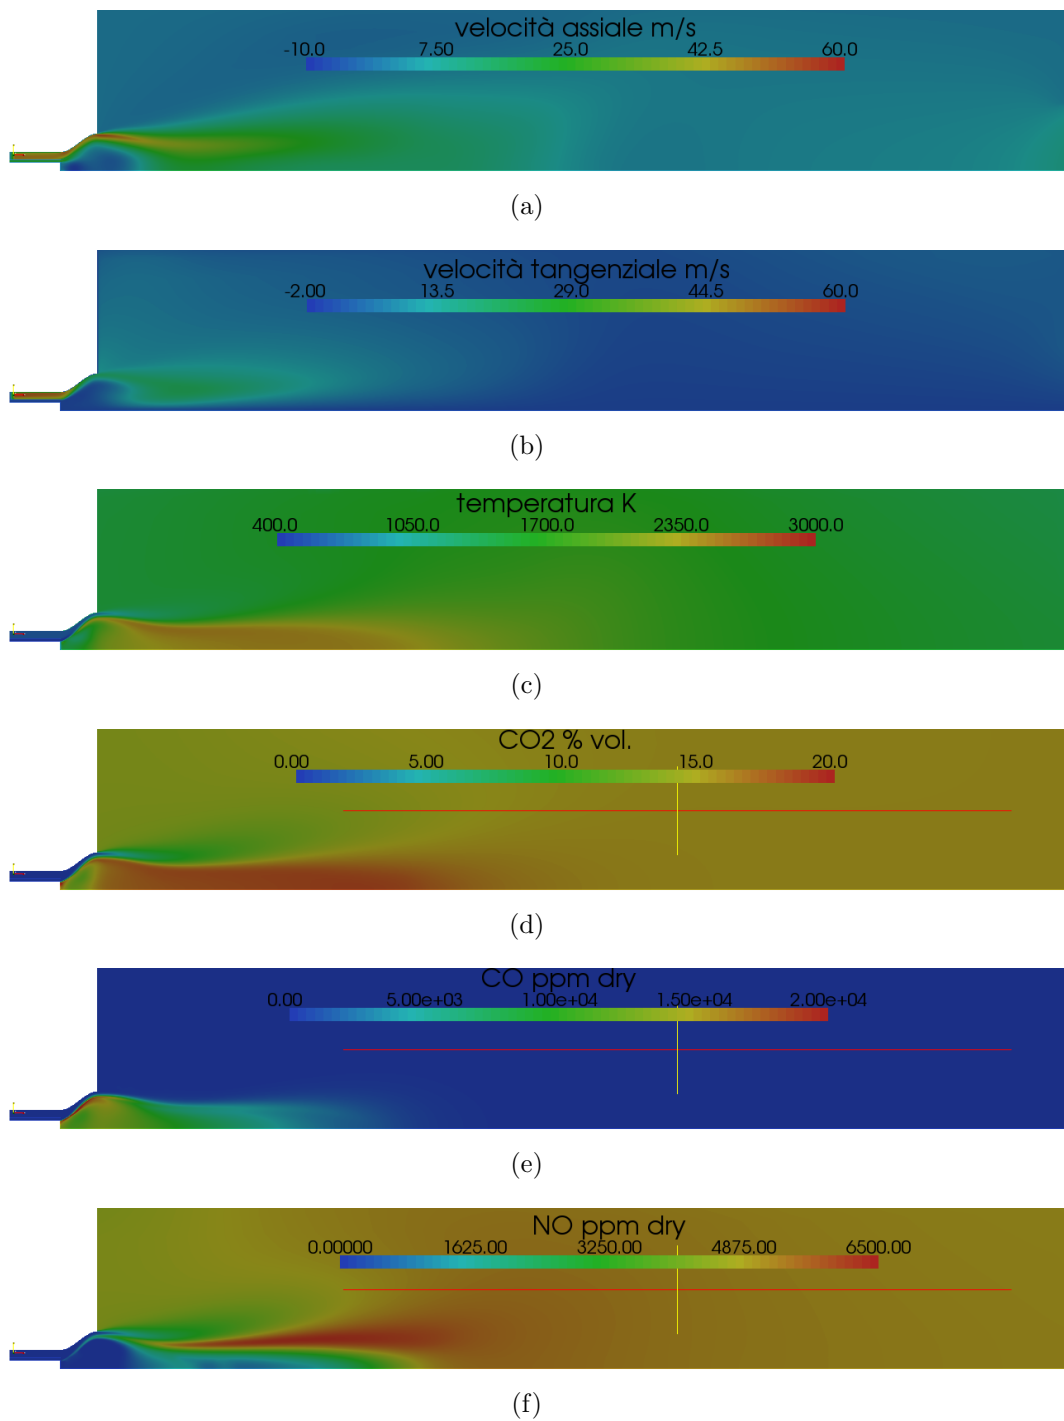 velocità assiale m/s
-10.0 7.50 25.0 42.5 60.0
(a)
velocità tangenziale m/s
-2.00 13.5 29.0 44.5 60.0
(b)
temperatura K
400.0 1050.0 1700.0 2350.0 3000.0
(c)
CO2 % vol.
0.00 5.00 10.0 15.0 20.0
(d)
CO ppm dry
0.00 5.00e+03 1.00e+04 1.50e+04 2.00e+04
(e)
NO ppm dry
0.00000 1625.00 3250.00 4875.00 6500.00
(f)